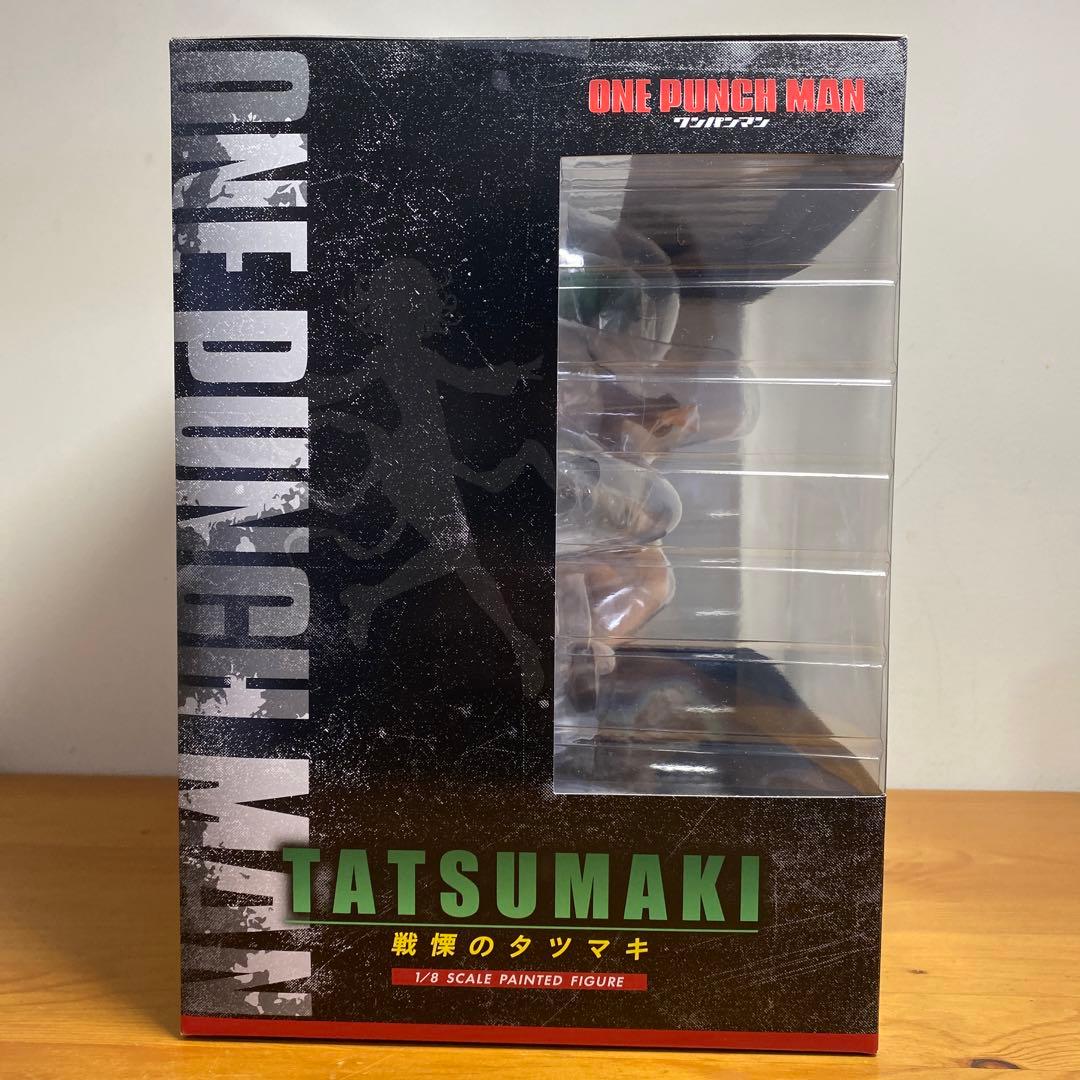 ONE PUNCH MAN
ONE PUNCH MAN
ワンパンマン
TATSUMAKI
戦慄のタツマキ
1/8 SCALE PAINTED FIGURE